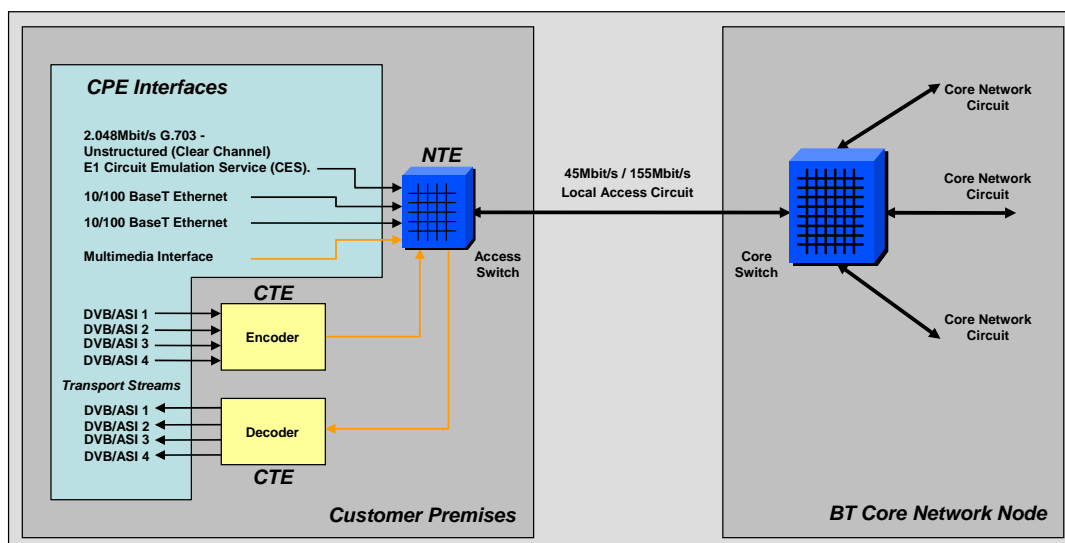 CPE Interfaces
2.048Mbit/s G.703 -
Unstructured (Clear Channel)
E1 Circuit Emulation Service (CES).
10/100 BaseT Ethernet
10/100 BaseT Ethernet
Multimedia Interface
NTE
Access
Switch
CTE
DVB/ASI 1
DVB/ASI 2
DVB/ASI 3
DVB/ASI 4
Encoder
Transport Streams
DVB/ASI 1
DVB/ASI 2
DVB/ASI 3
DVB/ASI 4
Decoder
CTE
Customer Premises
45Mbit/s / 155Mbit/s
Local Access Circuit
Core
Switch
Core Network
Circuit
Core Network
Circuit
Core Network
Circuit
BT Core Network Node